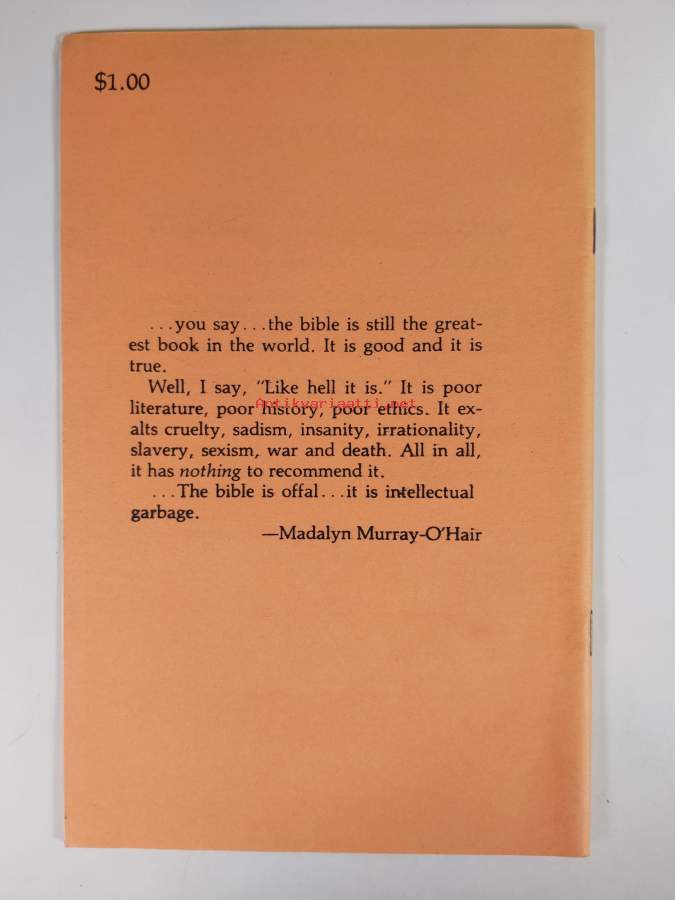 $1.00
...you say...the bible is still the great-
est book in the world. It is good and it is
true.
Well, I say, "Like hell it is." It is poor
literature, poor history, poor ethics. It ex-
alts cruelty, sadism, insanity, irrationality,
slavery, sexism, war and death. All in all,
it has nothing to recommend it.
...The bible is offal...it is intellectual
garbage.
—Madalyn Murray-O'Hair
Antikvariaatti.net